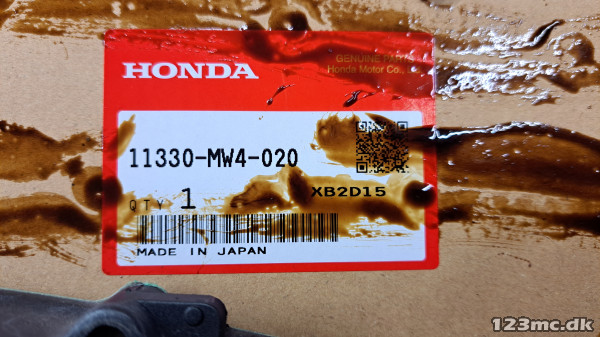 HONDA
GENUINE PARTS
Honda Motor Co.,
11330-MW4-020
QTY 1
XB2D15
MADE IN JAPAN
123mc.dk